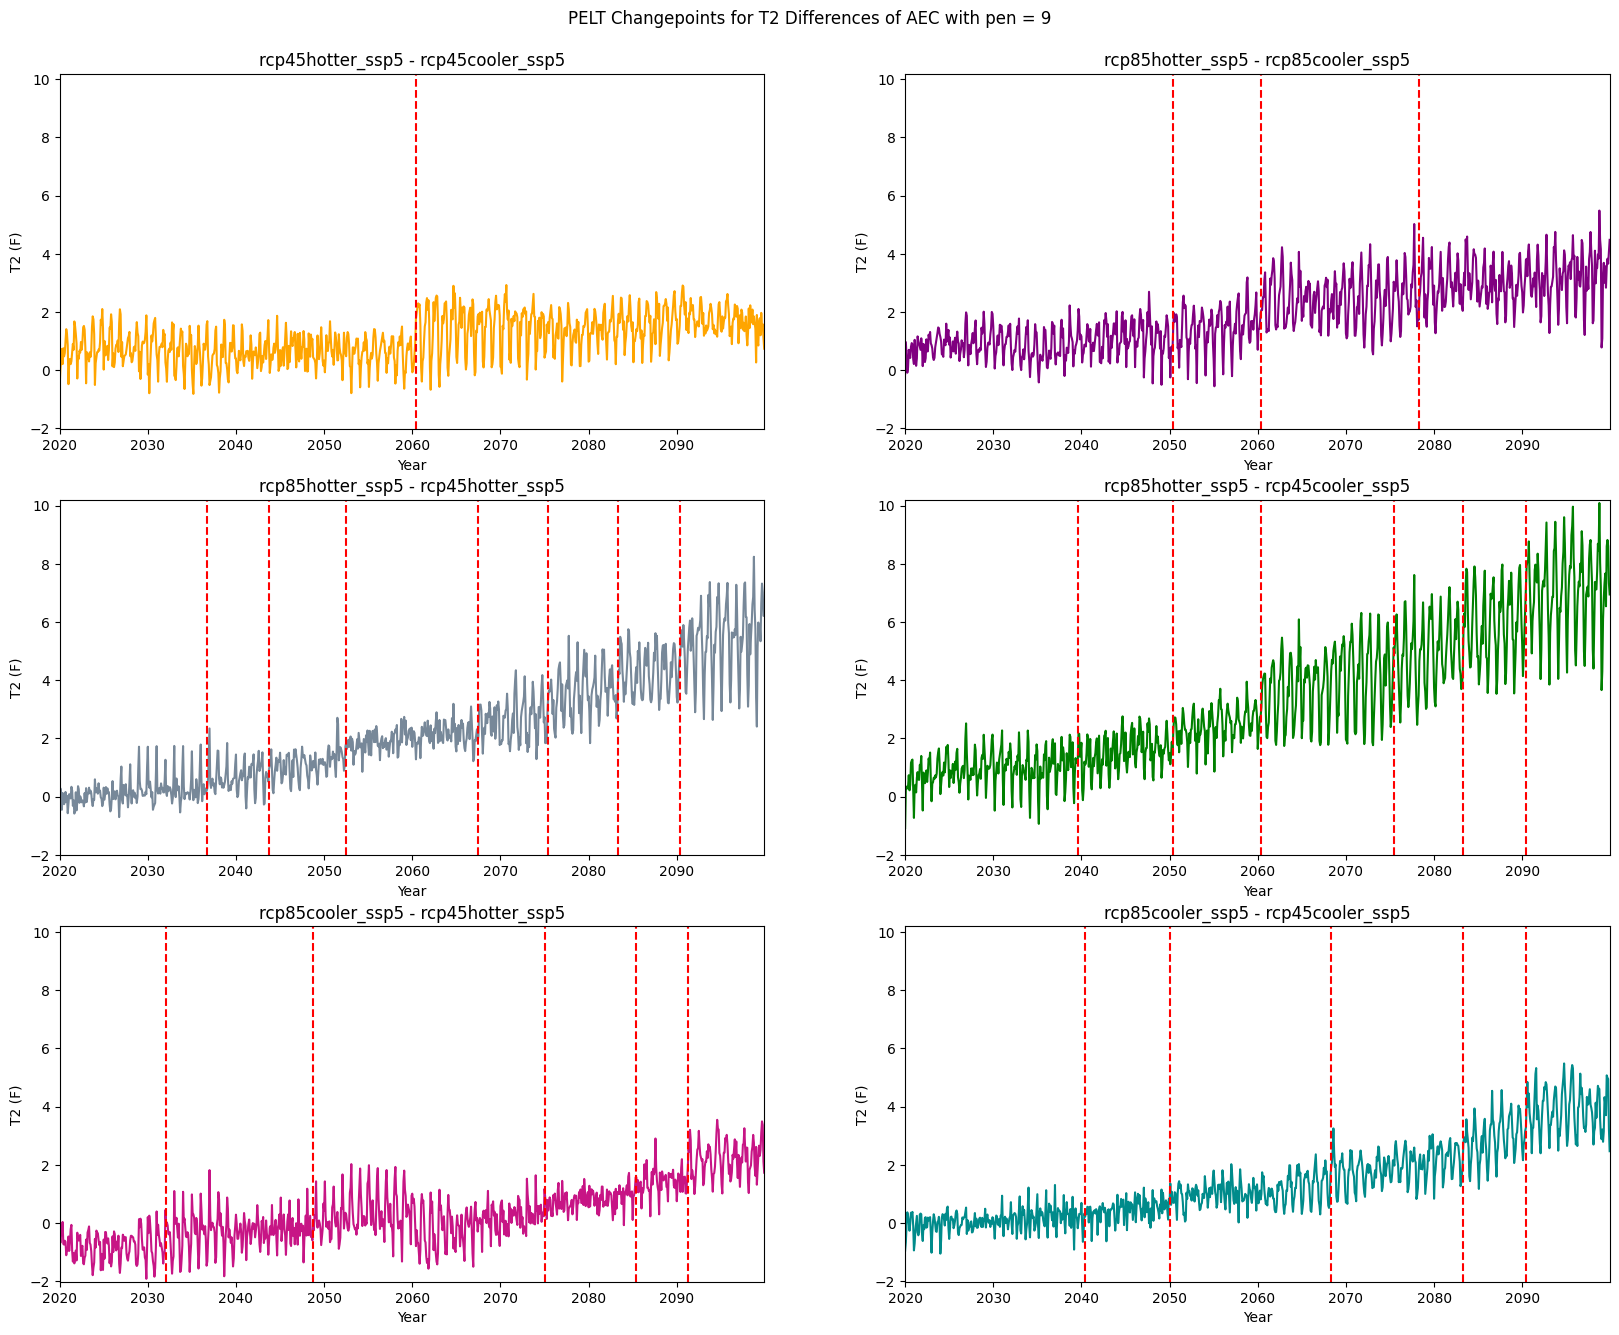 PELT Changepoints for T2 Differences of AEC with pen = 9
rcp45hotter_ssp5 - rcp45cooler_ssp5
10
8
6
4
2
0
−2
T2 (F)
2020 2030 2040 2050 2060 2070 2080 2090
Year
rcp85hotter_ssp5 - rcp85cooler_ssp5
10
8
6
4
2
0
−2
T2 (F)
2020 2030 2040 2050 2060 2070 2080 2090
Year
rcp85hotter_ssp5 - rcp45hotter_ssp5
10
8
6
4
2
0
−2
T2 (F)
2020 2030 2040 2050 2060 2070 2080 2090
Year
rcp85hotter_ssp5 - rcp45cooler_ssp5
10
8
6
4
2
0
−2
T2 (F)
2020 2030 2040 2050 2060 2070 2080 2090
Year
rcp85cooler_ssp5 - rcp45hotter_ssp5
10
8
6
4
2
0
−2
T2 (F)
2020 2030 2040 2050 2060 2070 2080 2090
Year
rcp85cooler_ssp5 - rcp45cooler_ssp5
10
8
6
4
2
0
−2
T2 (F)
2020 2030 2040 2050 2060 2070 2080 2090
Year